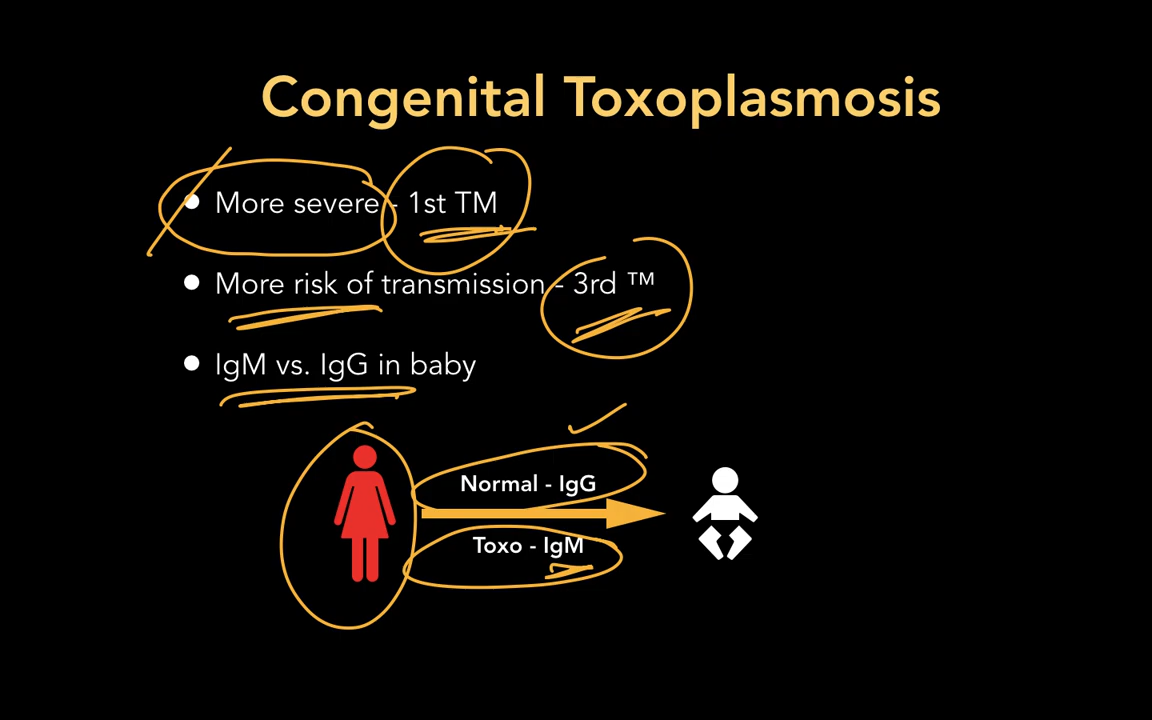 Congenital Toxoplasmosis
• More severe - 1st TM
• More risk of transmission - 3rd ™
• IgM vs. IgG in baby
Normal - IgG
Toxo - IgM